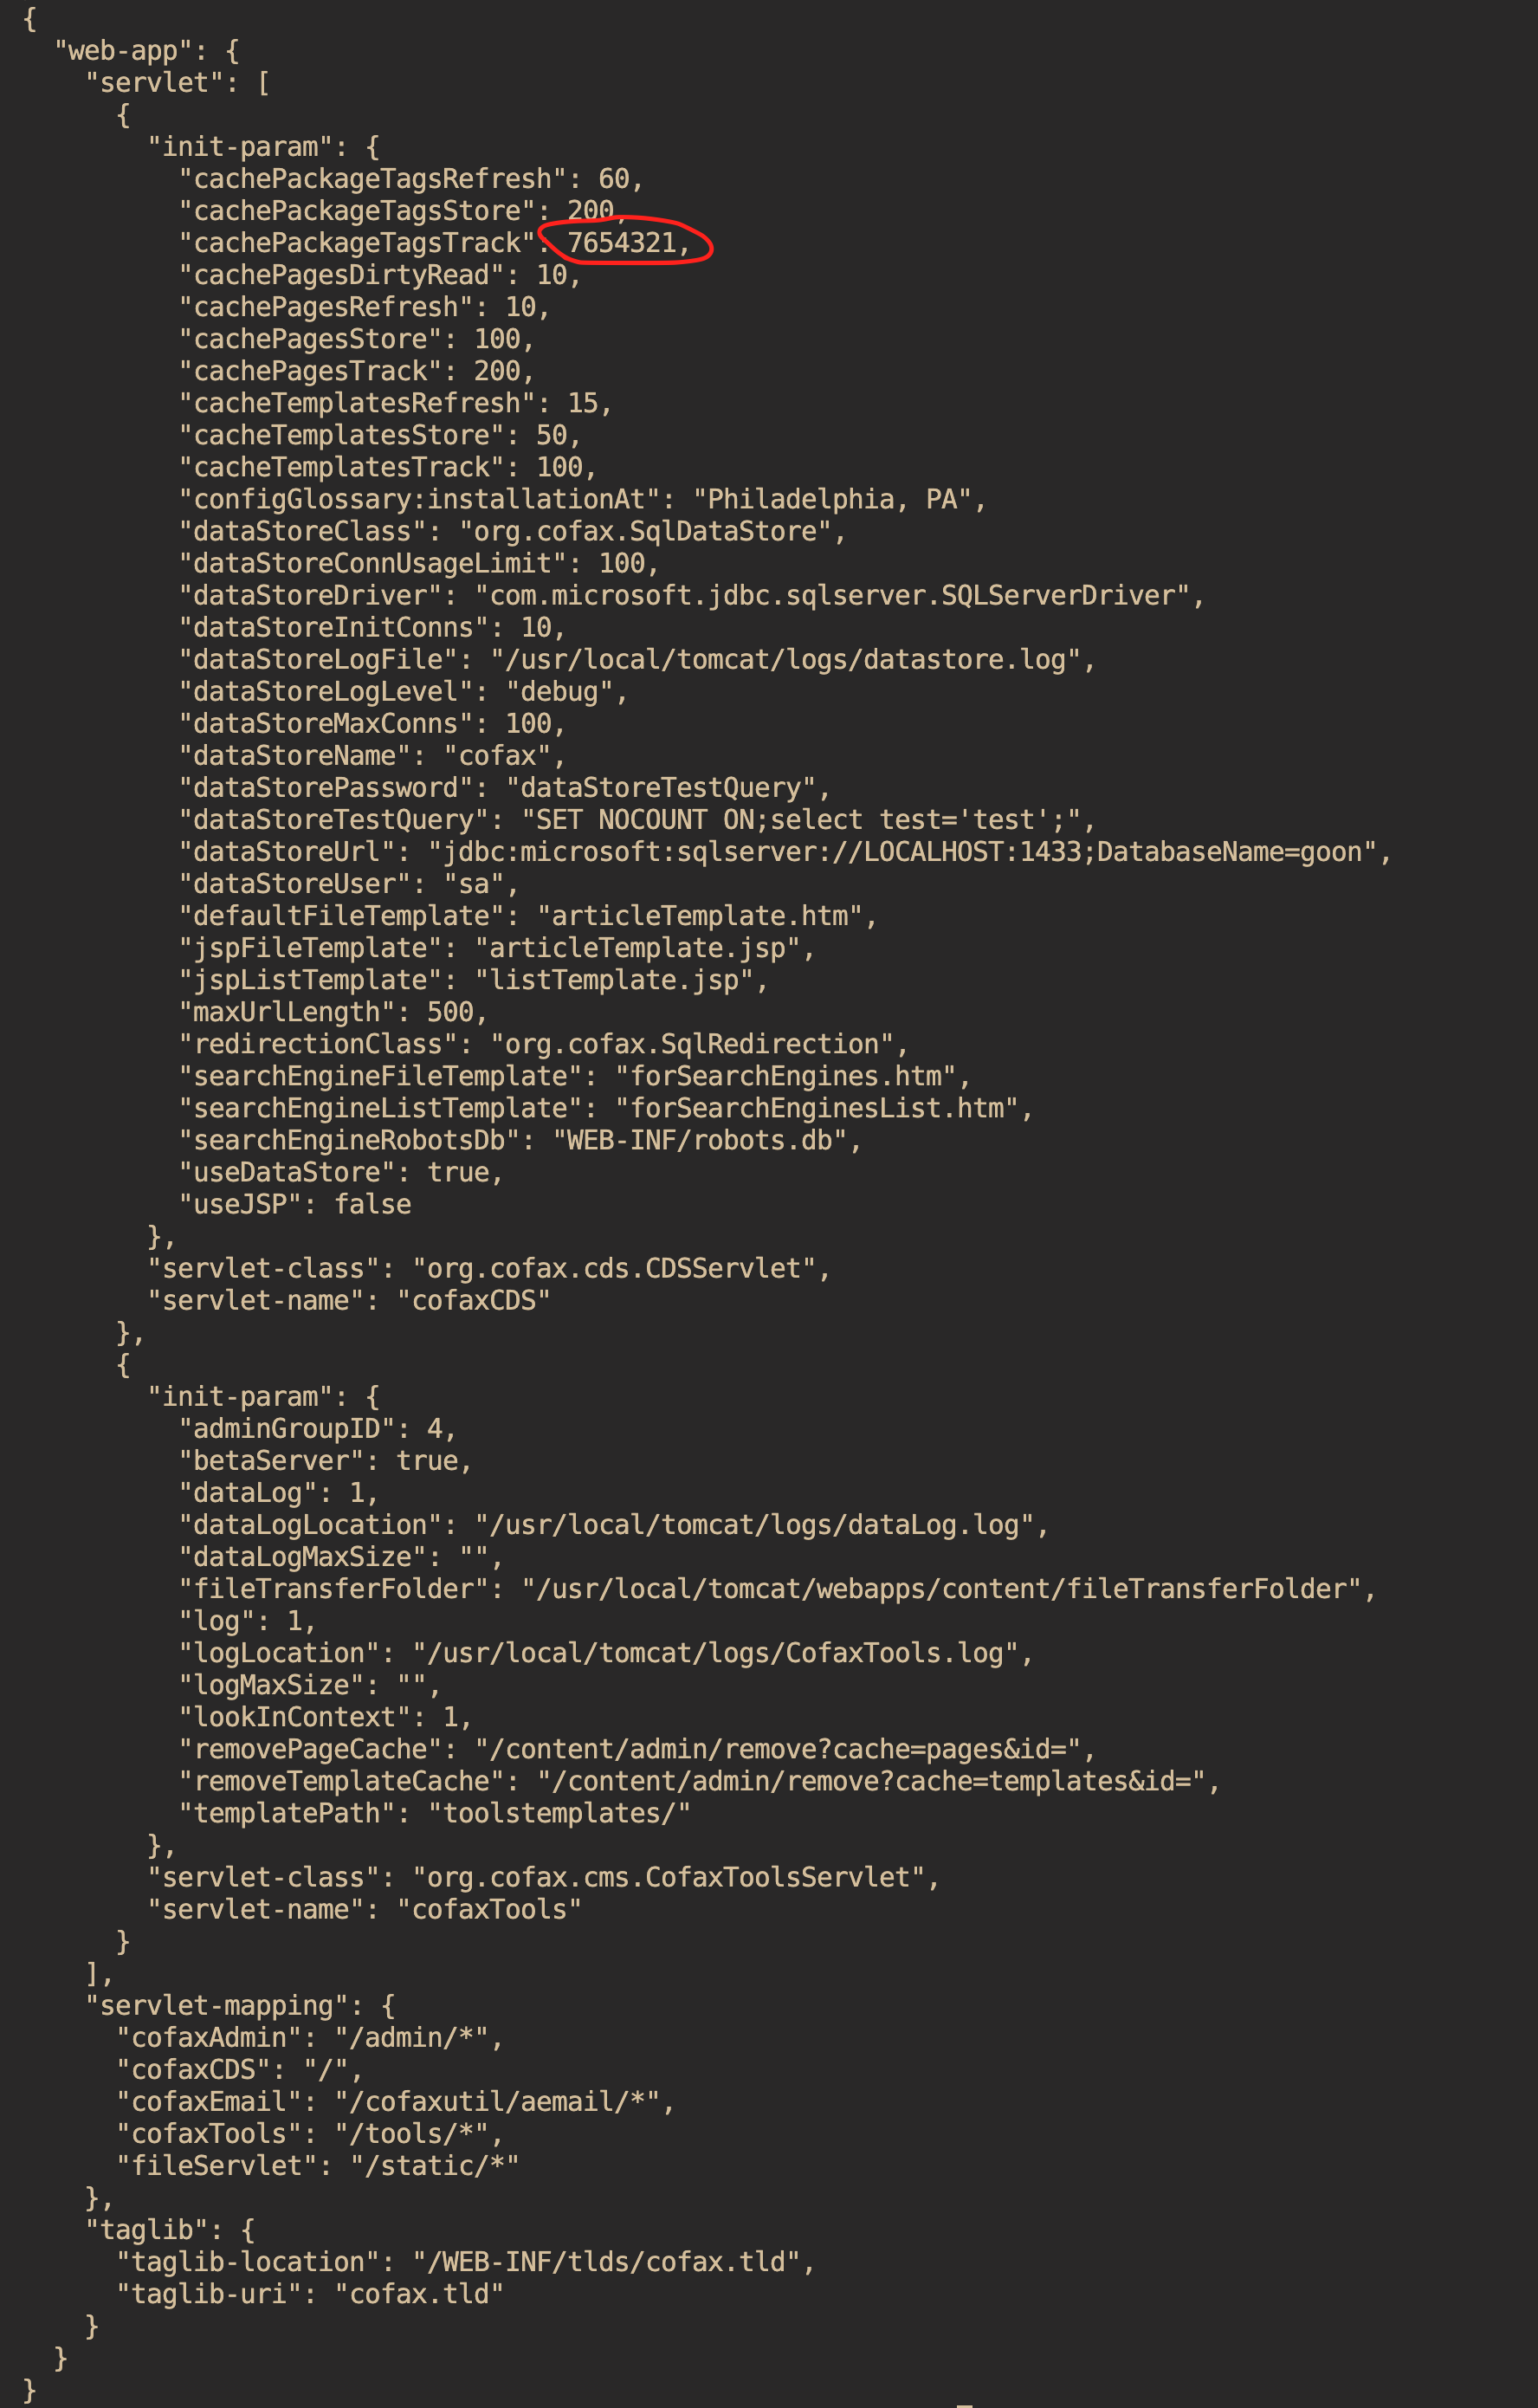 {
  "web-app": {
    "servlet": [
      {
        "init-param": {
          "cachePackageTagsRefresh": 60,
          "cachePackageTagsStore": 200,
          "cachePackageTagsTrack": 7654321,
          "cachePagesDirtyRead": 10,
          "cachePagesRefresh": 10,
          "cachePagesStore": 100,
          "cachePagesTrack": 200,
          "cacheTemplatesRefresh": 15,
          "cacheTemplatesStore": 50,
          "cacheTemplatesTrack": 100,
          "configGlossary:installationAt": "Philadelphia, PA",
          "dataStoreClass": "org.cofax.SqlDataStore",
          "dataStoreConnUsageLimit": 100,
          "dataStoreDriver": "com.microsoft.jdbc.sqlserver.SQLServerDriver",
          "dataStoreInitConns": 10,
          "dataStoreLogFile": "/usr/local/tomcat/logs/datastore.log",
          "dataStoreLogLevel": "debug",
          "dataStoreMaxConns": 100,
          "dataStoreName": "cofax",
          "dataStorePassword": "dataStoreTestQuery",
          "dataStoreTestQuery": "SET NOCOUNT ON;select test='test';",
          "dataStoreUrl": "jdbc:microsoft:sqlserver://LOCALHOST:1433;DatabaseName=goon",
          "dataStoreUser": "sa",
          "defaultFileTemplate": "articleTemplate.htm",
          "jspFileTemplate": "articleTemplate.jsp",
          "jspListTemplate": "listTemplate.jsp",
          "maxUrlLength": 500,
          "redirectionClass": "org.cofax.SqlRedirection",
          "searchEngineFileTemplate": "forSearchEngines.htm",
          "searchEngineListTemplate": "forSearchEnginesList.htm",
          "searchEngineRobotsDb": "WEB-INF/robots.db",
          "useDataStore": true,
          "useJSP": false
        },
        "servlet-class": "org.cofax.cds.CDSServlet",
        "servlet-name": "cofaxCDS"
      },
      {
        "init-param": {
          "adminGroupID": 4,
          "betaServer": true,
          "dataLog": 1,
          "dataLogLocation": "/usr/local/tomcat/logs/dataLog.log",
          "dataLogMaxSize": "",
          "fileTransferFolder": "/usr/local/tomcat/webapps/content/fileTransferFolder",
          "log": 1,
          "logLocation": "/usr/local/tomcat/logs/CofaxTools.log",
          "logMaxSize": "",
          "lookInContext": 1,
          "removePageCache": "/content/admin/remove?cache=pages&id=",
          "removeTemplateCache": "/content/admin/remove?cache=templates&id=",
          "templatePath": "toolstemplates/"
        },
        "servlet-class": "org.cofax.cms.CofaxToolsServlet",
        "servlet-name": "cofaxTools"
      }
    ],
    "servlet-mapping": {
      "cofaxAdmin": "/admin/*",
      "cofaxCDS": "/",
      "cofaxEmail": "/cofaxutil/aemail/*",
      "cofaxTools": "/tools/*",
      "fileServlet": "/static/*"
    },
    "taglib": {
      "taglib-location": "/WEB-INF/tlds/cofax.tld",
      "taglib-uri": "cofax.tld"
    }
  }
}